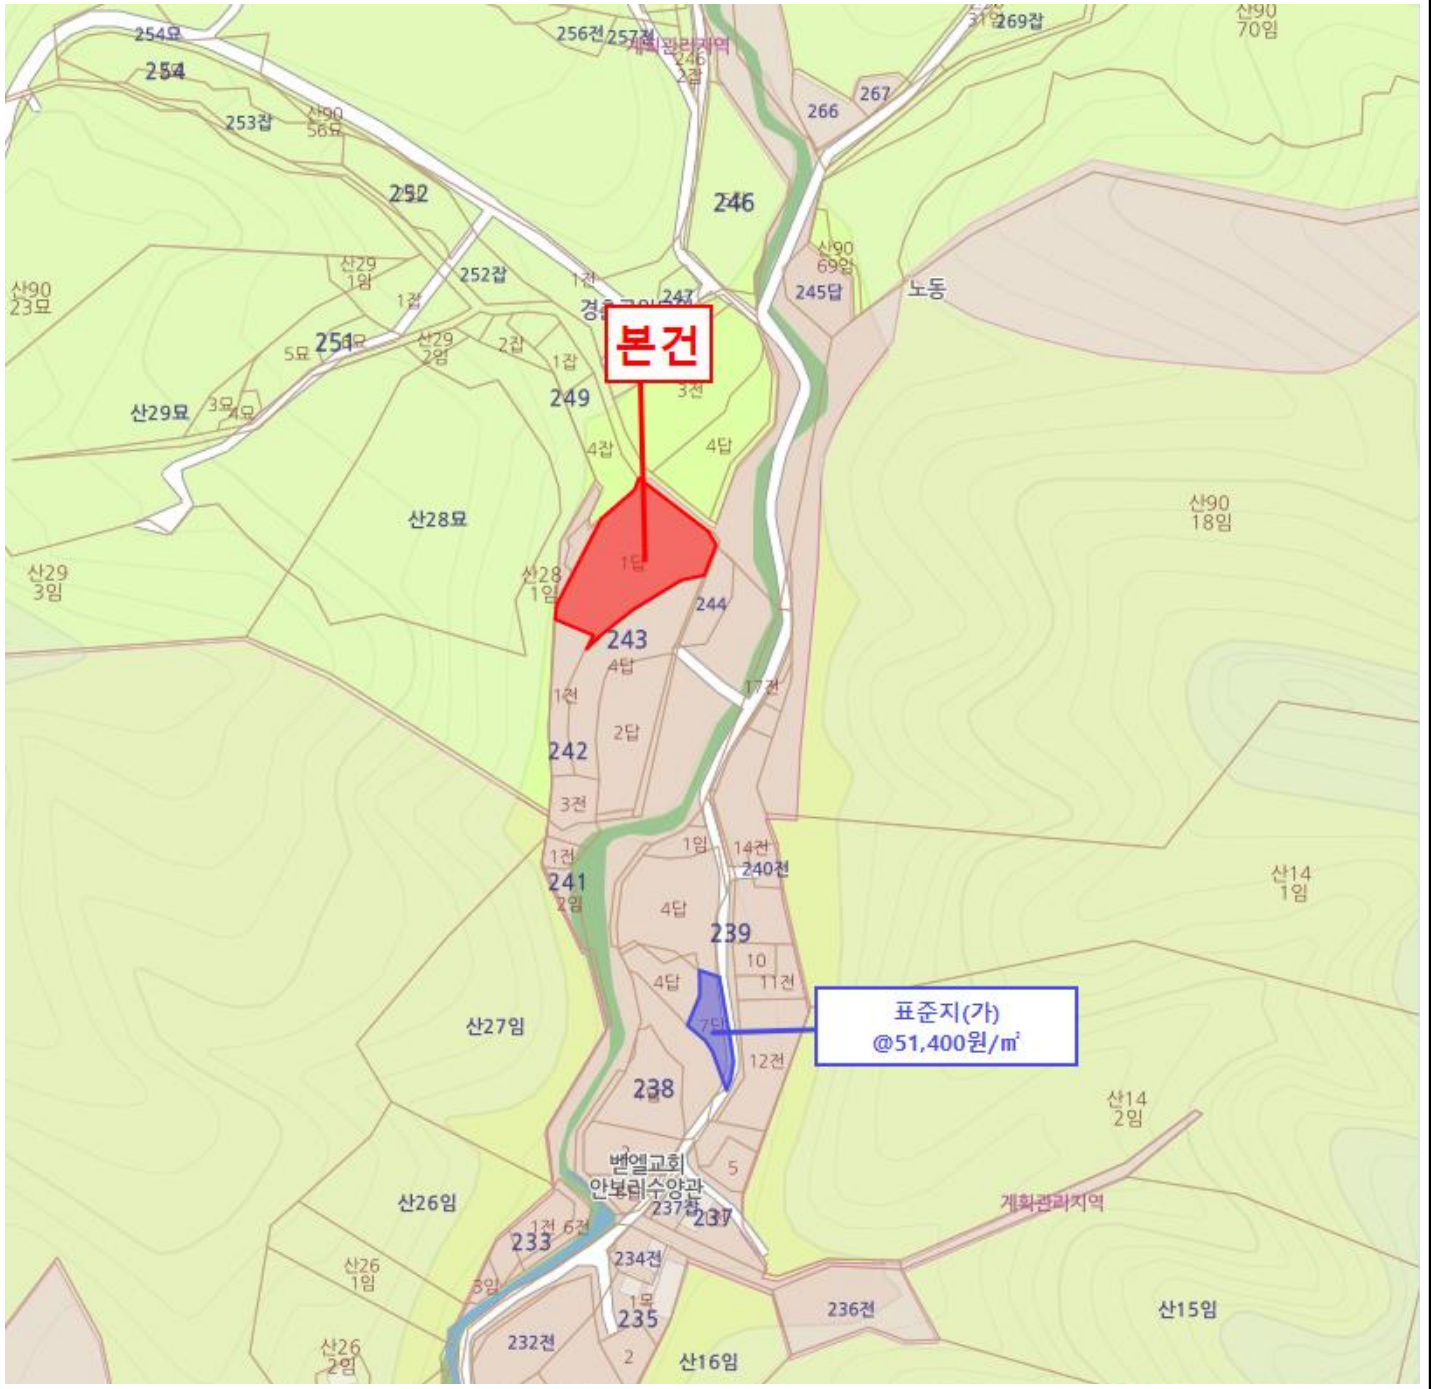 254묘
256전
257전
계획관리지역
246
2잡
31임
269잡
산90
70임
254
253잡
산90
56묘
266
267
252
246
산90
69임
245답
노동
산90
23묘
산29
1임
1잡
252잡
1전
247
본건
251
5묘
산29
2임
2잡
1잡
249
3전
산29묘
3묘
4묘
4잡
4답
산28묘
산90
18임
산29
3임
산28
1임
1답
244
243
4답
1전
17전
2답
242
3전
1임
14전
240전
1전
241
2임
산14
1임
4답
239
10
11전
4답
산27임
7답
표준지(가)
@51,400원/㎡
12전
238
산14
2임
2
벧엘교회
안보리수양관
5
산26임
237잡
237
계획관리지역
1전
6전
233
234전
산26
1임
3임
1목
235
236전
산15임
232전
산26
2임
2
산16임